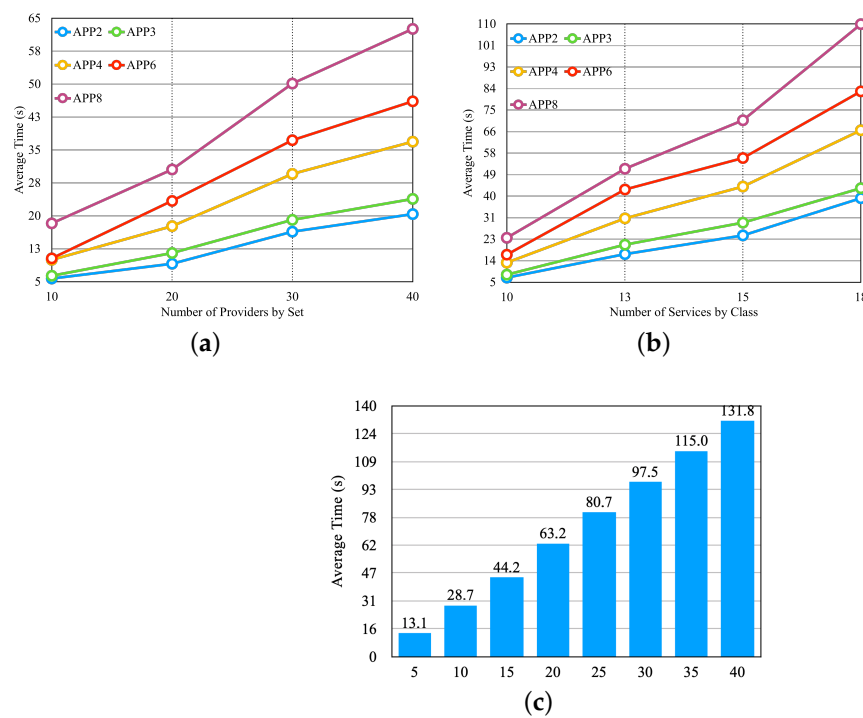 65
58
50
43
35
28
20
13
5
Average Time (s)
APP2 APP3
APP4 APP6
APP8
10 20 30 40
Number of Providers by Set
(a)
110
101
93
84
75
66
58
49
40
31
23
14
5
Average Time (s)
APP2 APP3
APP4 APP6
APP8
10 13 15 18
Number of Services by Class
(b)
140
124
109
93
78
62
47
31
16
0
Average Time (s)
13.1 28.7 44.2 63.2 80.7 97.5 115.0 131.8
5 10 15 20 25 30 35 40
(c)